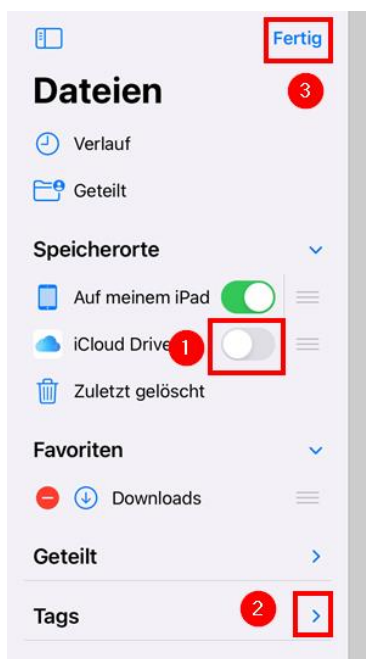 Fertig
Dateien
3
Verlauf
Geteilt
Speicherorte
Auf meinem iPad
iCloud Drive
1
Zuletzt gelöscht
Favoriten
Downloads
Geteilt
Tags
2